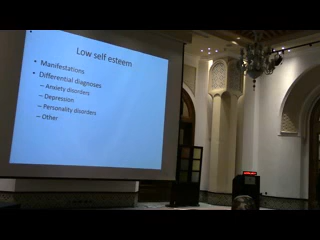 Low self esteem
• Manifestations
• Differential diagnoses
– Anxiety disorders
– Depression
– Personality disorders
– Other